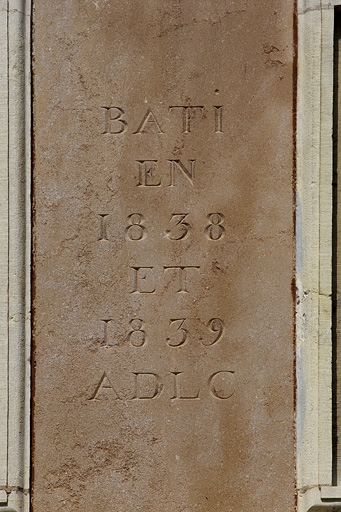 BATI
EN
1838
ET
1839
ADLC